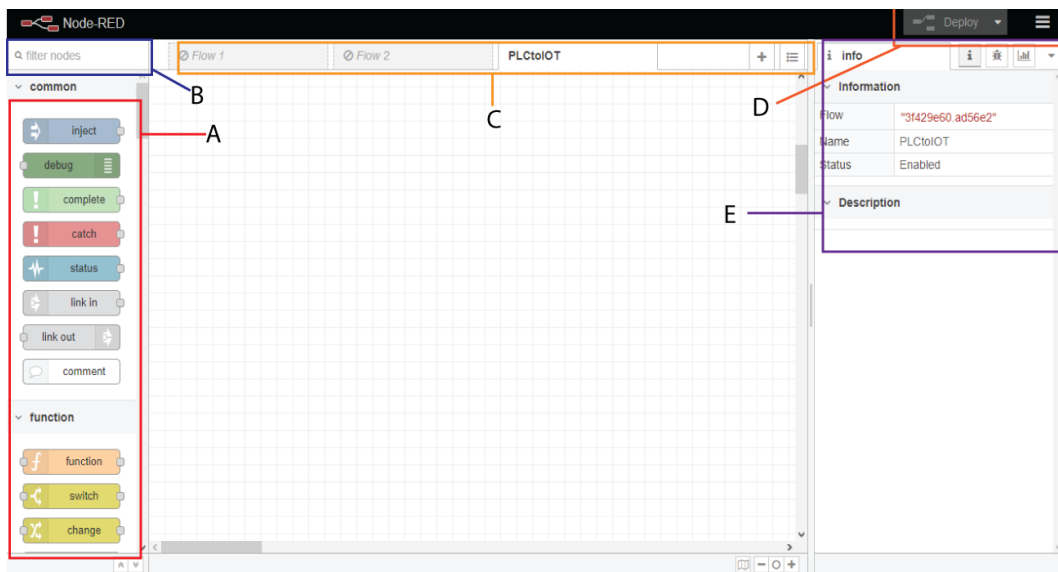 Node-RED
Deploy
filter nodes
Flow 1
Flow 2
PLCtoIOT
info
common
B
A
C
D
E
inject
debug
complete
catch
status
link in
link out
comment
function
function
switch
change
Information
Flow "3f429e60.ad56e2"
Name PLCtoIOT
Status Enabled
Description